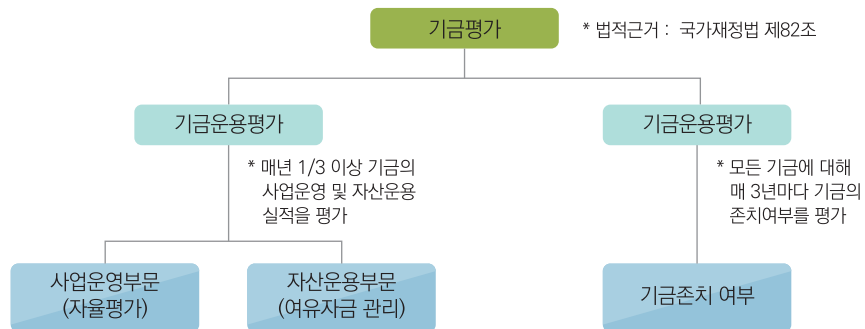 기금평가
* 법적근거 : 국가재정법 제82조
기금운용평가
* 매년 1/3 이상 기금의
사업운영 및 자산운용
실적을 평가
사업운영부문
(자율평가)
자산운용부문
(여유자금 관리)
기금운용평가
* 모든 기금에 대해
매 3년마다 기금의
존치여부를 평가
기금존치 여부